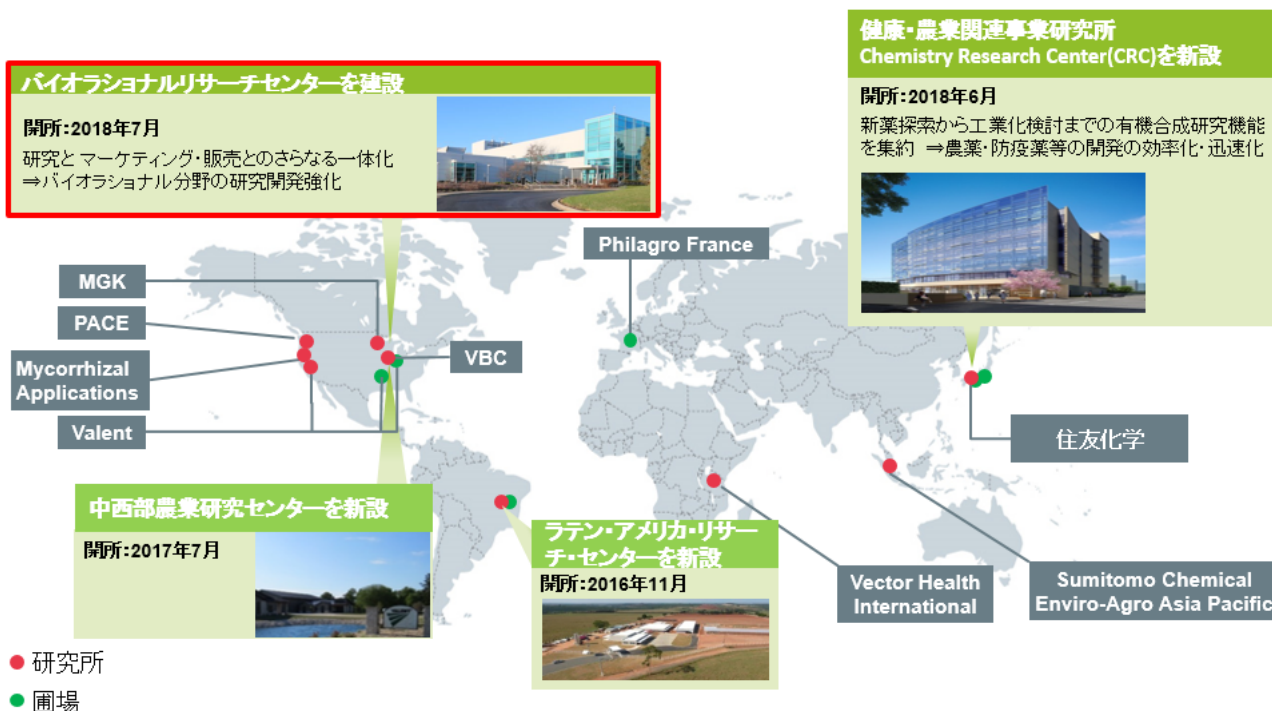 健康・農業関連事業研究所
Chemistry Research Center(CRC)を新設
開所：2018年6月
新薬探索から工業化検討までの有機合成研究機能
を集約 ⇒農薬・防疫薬等の開発の効率化・迅速化
バイオラショナルリサーチセンターを建設
開所：2018年7月
研究と マーケティング・販売とのさらなる一体化
⇒バイオラショナル分野の研究開発強化
Philagro France
MGK
PACE
Mycorrhizal
Applications
Valent
VBC
住友化学
中西部農業研究センターを新設
開所：2017年7月
ラテン・アメリカ・リサー
チ・センターを新設
開所：2016年11月
Vector Health
International
Sumitomo Chemical
Enviro-Agro Asia Pacific
研究所
圃場